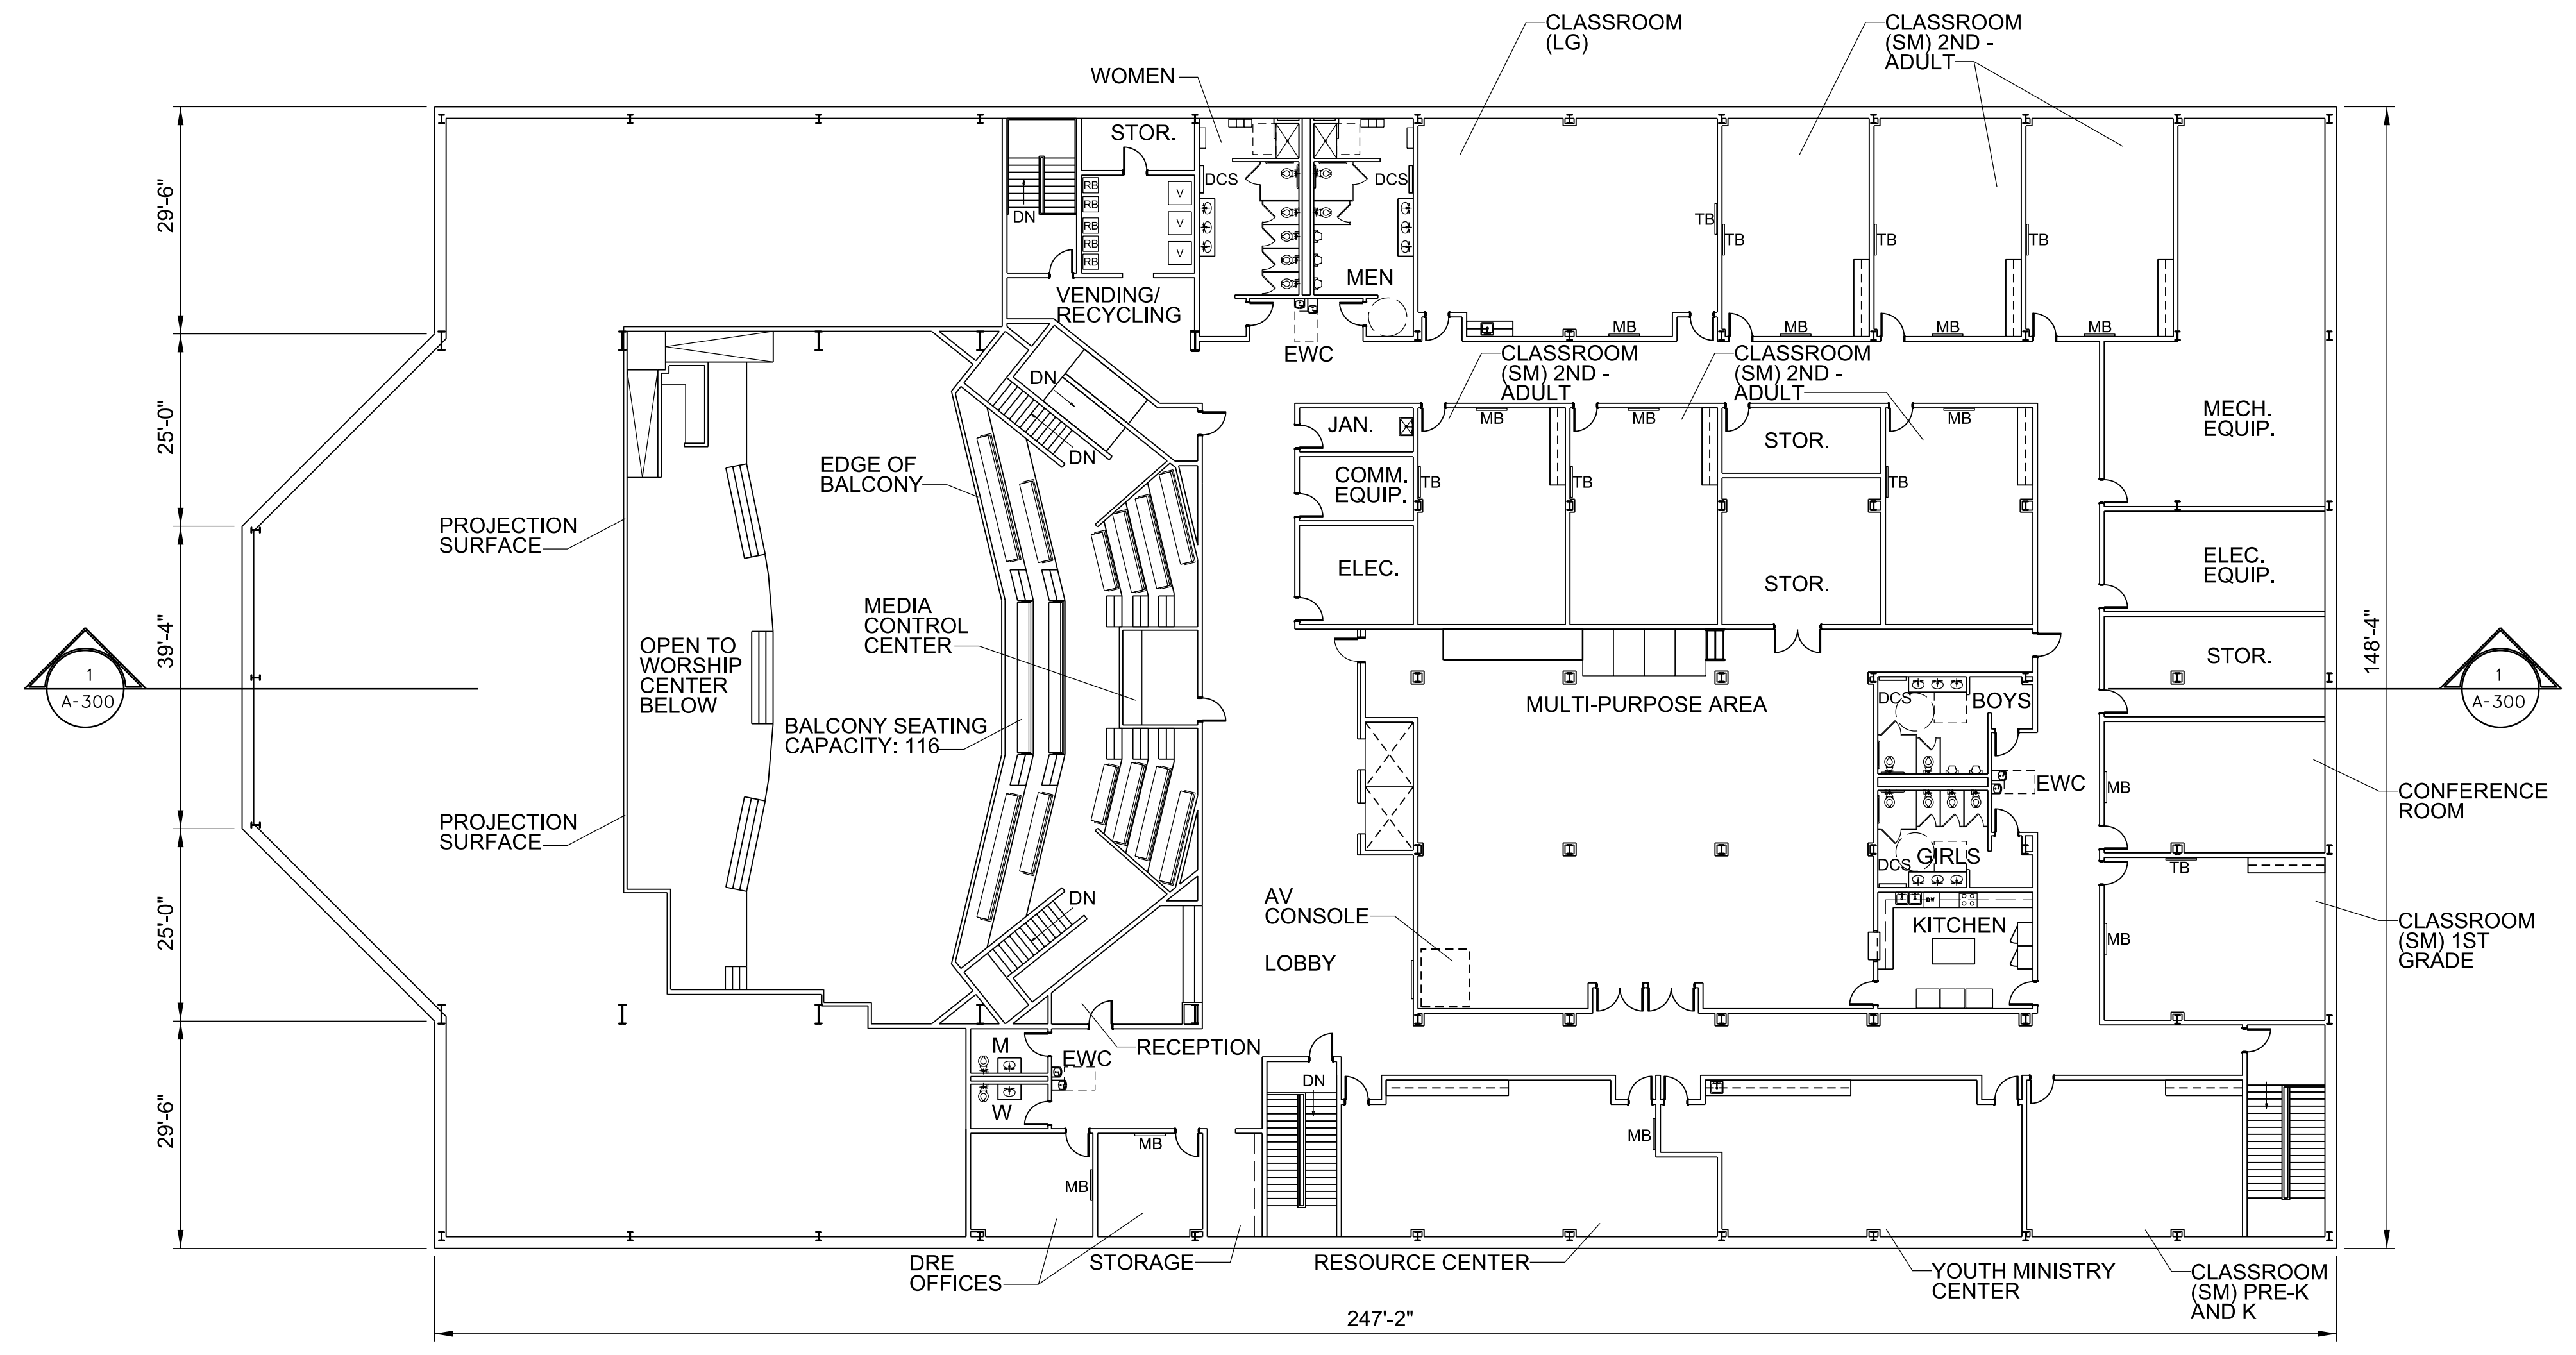 CLASSROOM
(LG)
CLASSROOM
(SM) 2ND -
ADULT
WOMEN
STOR.
DN
RB
RB
RB
RB
RB
V
V
V
DCS
DCS
MEN
VENDING/
RECYCLING
EWC
TB
TB
TB
TB
MB
MB
MB
MB
29'-6"
25'-0"
39'-4"
25'-0"
29'-6"
148'-4"
247'-2"
CLASSROOM
(SM) 2ND -
ADULT
CLASSROOM
(SM) 2ND -
ADULT
MB
MB
MB
TB
TB
TB
JAN.
COMM.
EQUIP.
ELEC.
STOR.
STOR.
MECH.
EQUIP.
ELEC.
EQUIP.
STOR.
DN
DN
EDGE OF
BALCONY
PROJECTION
SURFACE
MEDIA
CONTROL
CENTER
OPEN TO
WORSHIP
CENTER
BELOW
BALCONY SEATING
CAPACITY: 116
1
A-300
1
A-300
MULTI-PURPOSE AREA
DCS
BOYS
EWC
DCS
GIRLS
KITCHEN
DW
MB
CONFERENCE
ROOM
TB
MB
CLASSROOM
(SM) 1ST
GRADE
PROJECTION
SURFACE
DN
AV
CONSOLE
LOBBY
RECEPTION
M
EWC
W
DN
MB
MB
MB
DRE
OFFICES
STORAGE
RESOURCE CENTER
YOUTH MINISTRY
CENTER
CLASSROOM
(SM) PRE-K
AND K